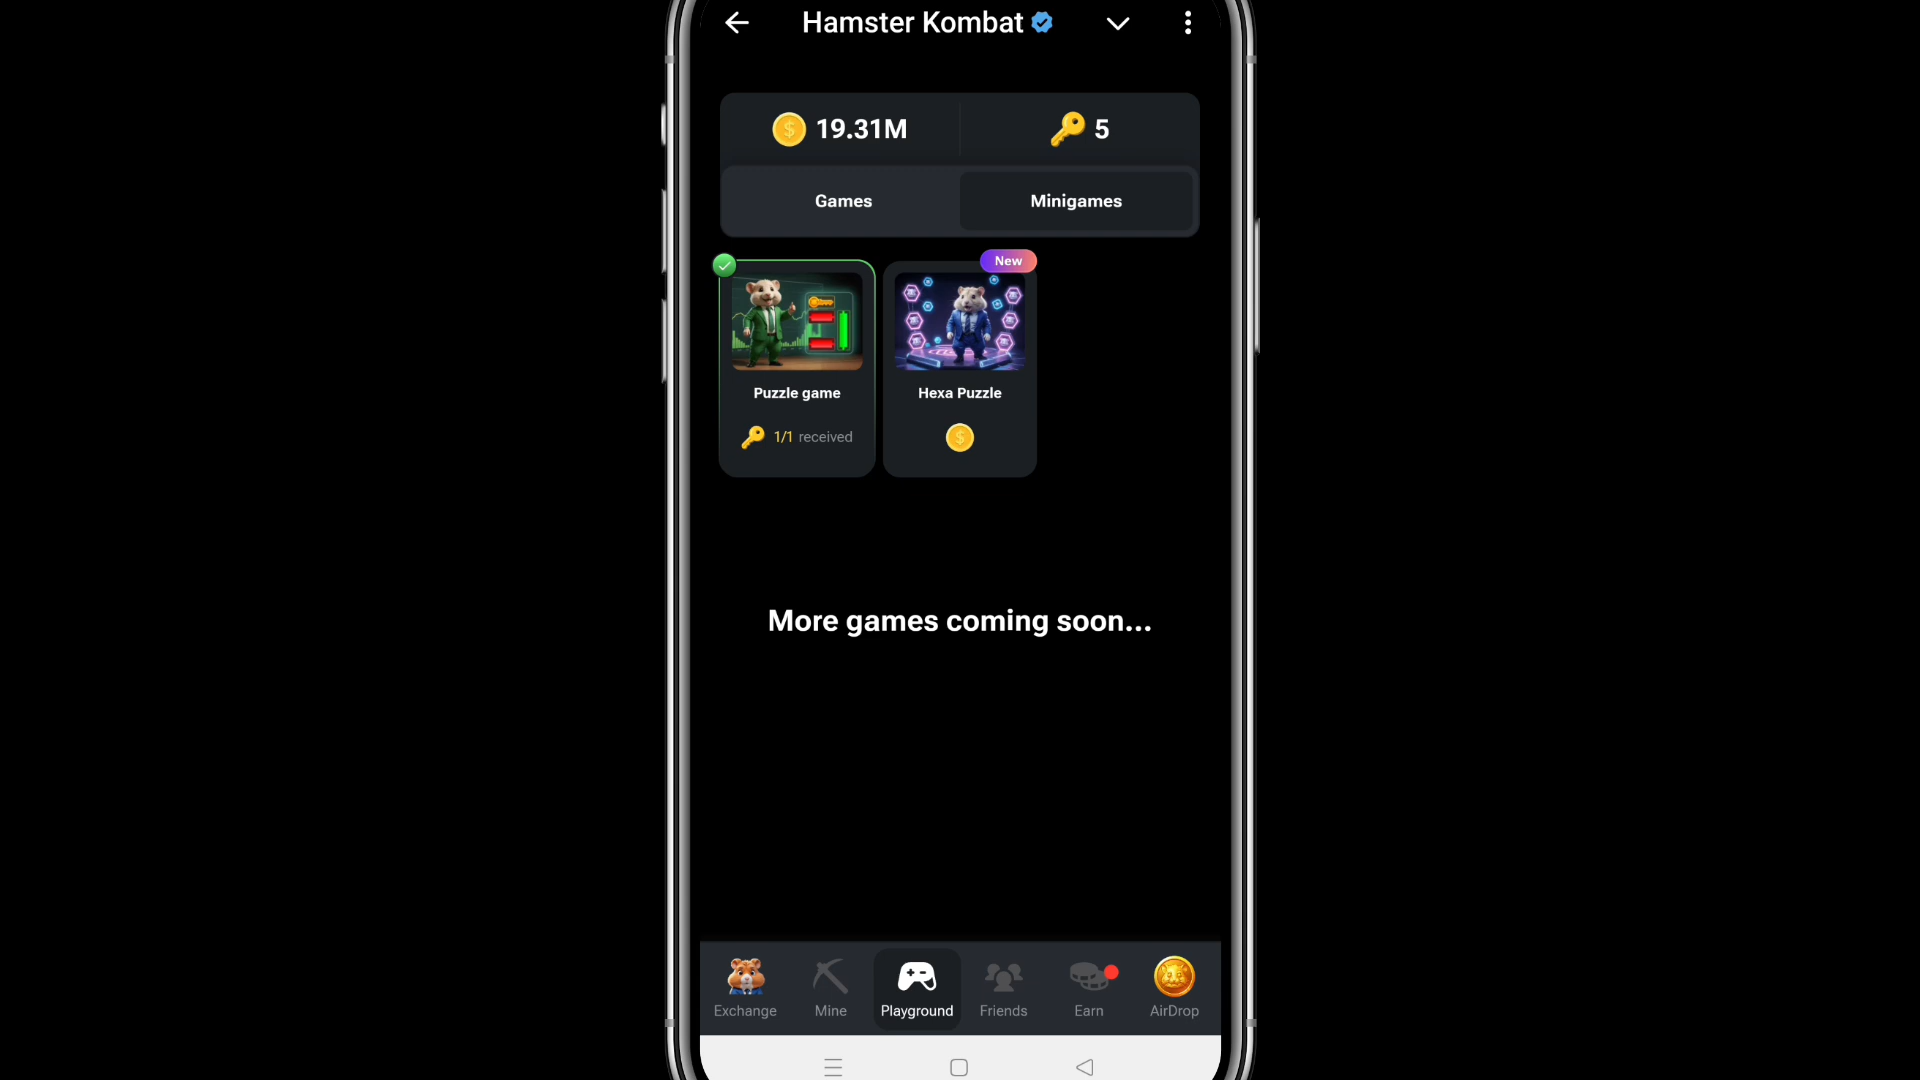 Hamster Kombat
19.31M
5
Games
Minigames
New
Puzzle game
Hexa Puzzle
1/1 received
More games coming soon...
Exchange
Mine
Playground
Friends
Earn
AirDrop